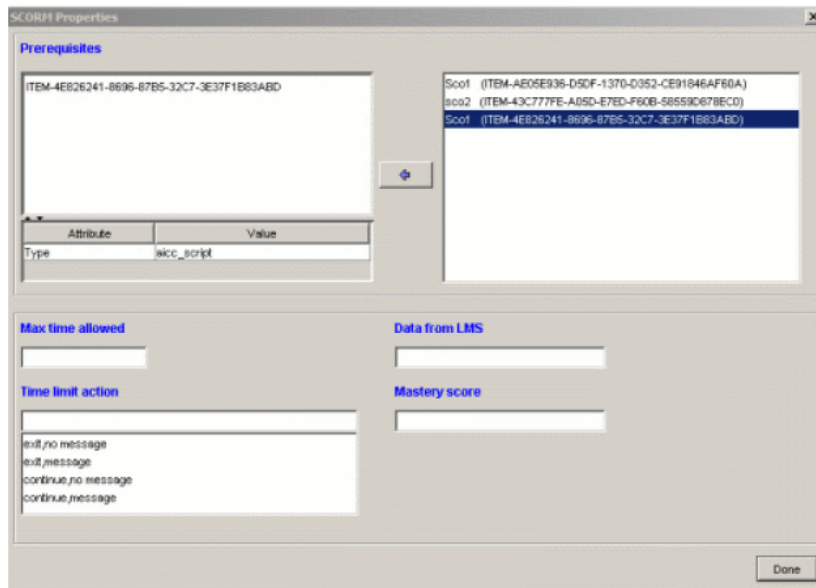 SCORM Properties
Prerequisites
ITEM-4E826241-8696-87B5-32C7-3E37F1B83ABD
Sco1 (ITEM-AE05E936-D5DF-1370-D352-CE91846AF60A)
sco2 (ITEM-43C777FE-A05D-E7ED-F60B-58559D678EC0)
Sco1 (ITEM-4E826241-8696-87B5-32C7-3E37F1B83ABD)
Attribute Value
Type aicc_script
Max time allowed Data from LMS
Time limit action Mastery score
exit,no message
exit,message
continue,no message
continue,message
Done